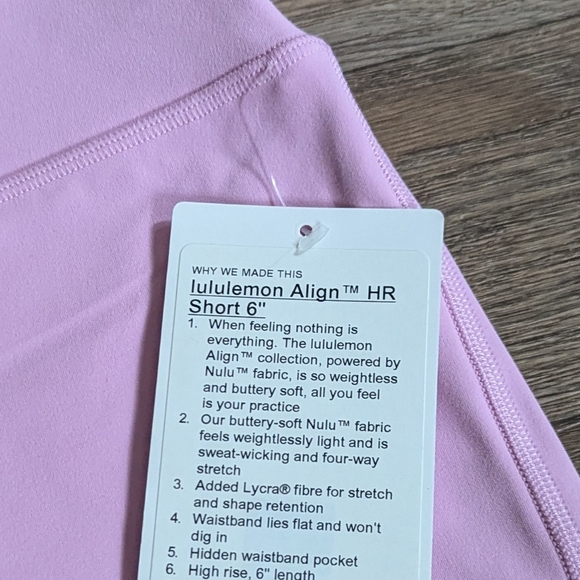 WHY WE MADE THIS
lululemon Align™ HR
Short 6"
1. When feeling nothing is
everything. The lululemon
Align™ collection, powered by
Nulu™ fabric, is so weightless
and buttery soft, all you feel
is your practice
2. Our buttery-soft Nulu™ fabric
feels weightlessly light and is
sweat-wicking and four-way
stretch
3. Added Lycra® fibre for stretch
and shape retention
4. Waistband lies flat and won't
dig in
5. Hidden waistband pocket
6. High rise, 6" length